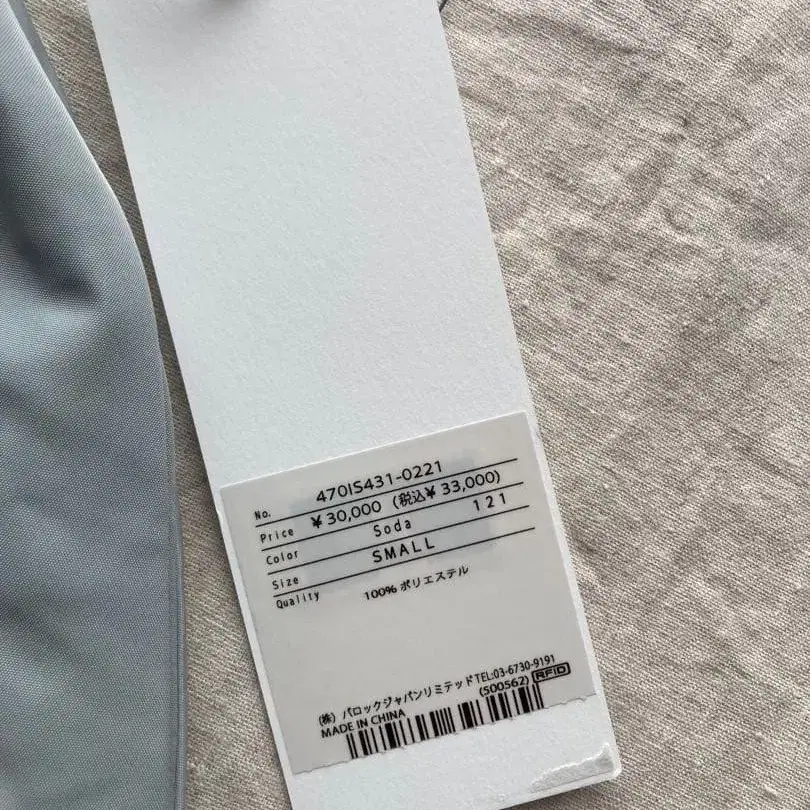 No. 470IS431-0221
Price ¥30,000 (税込¥ 33,000)
Color Soda 121
Size SMALL
Quality 100% ポリエステル
(株) バロックジャパンリミテッド TEL:03-6730-9191
MADE IN CHINA (500562) RFID